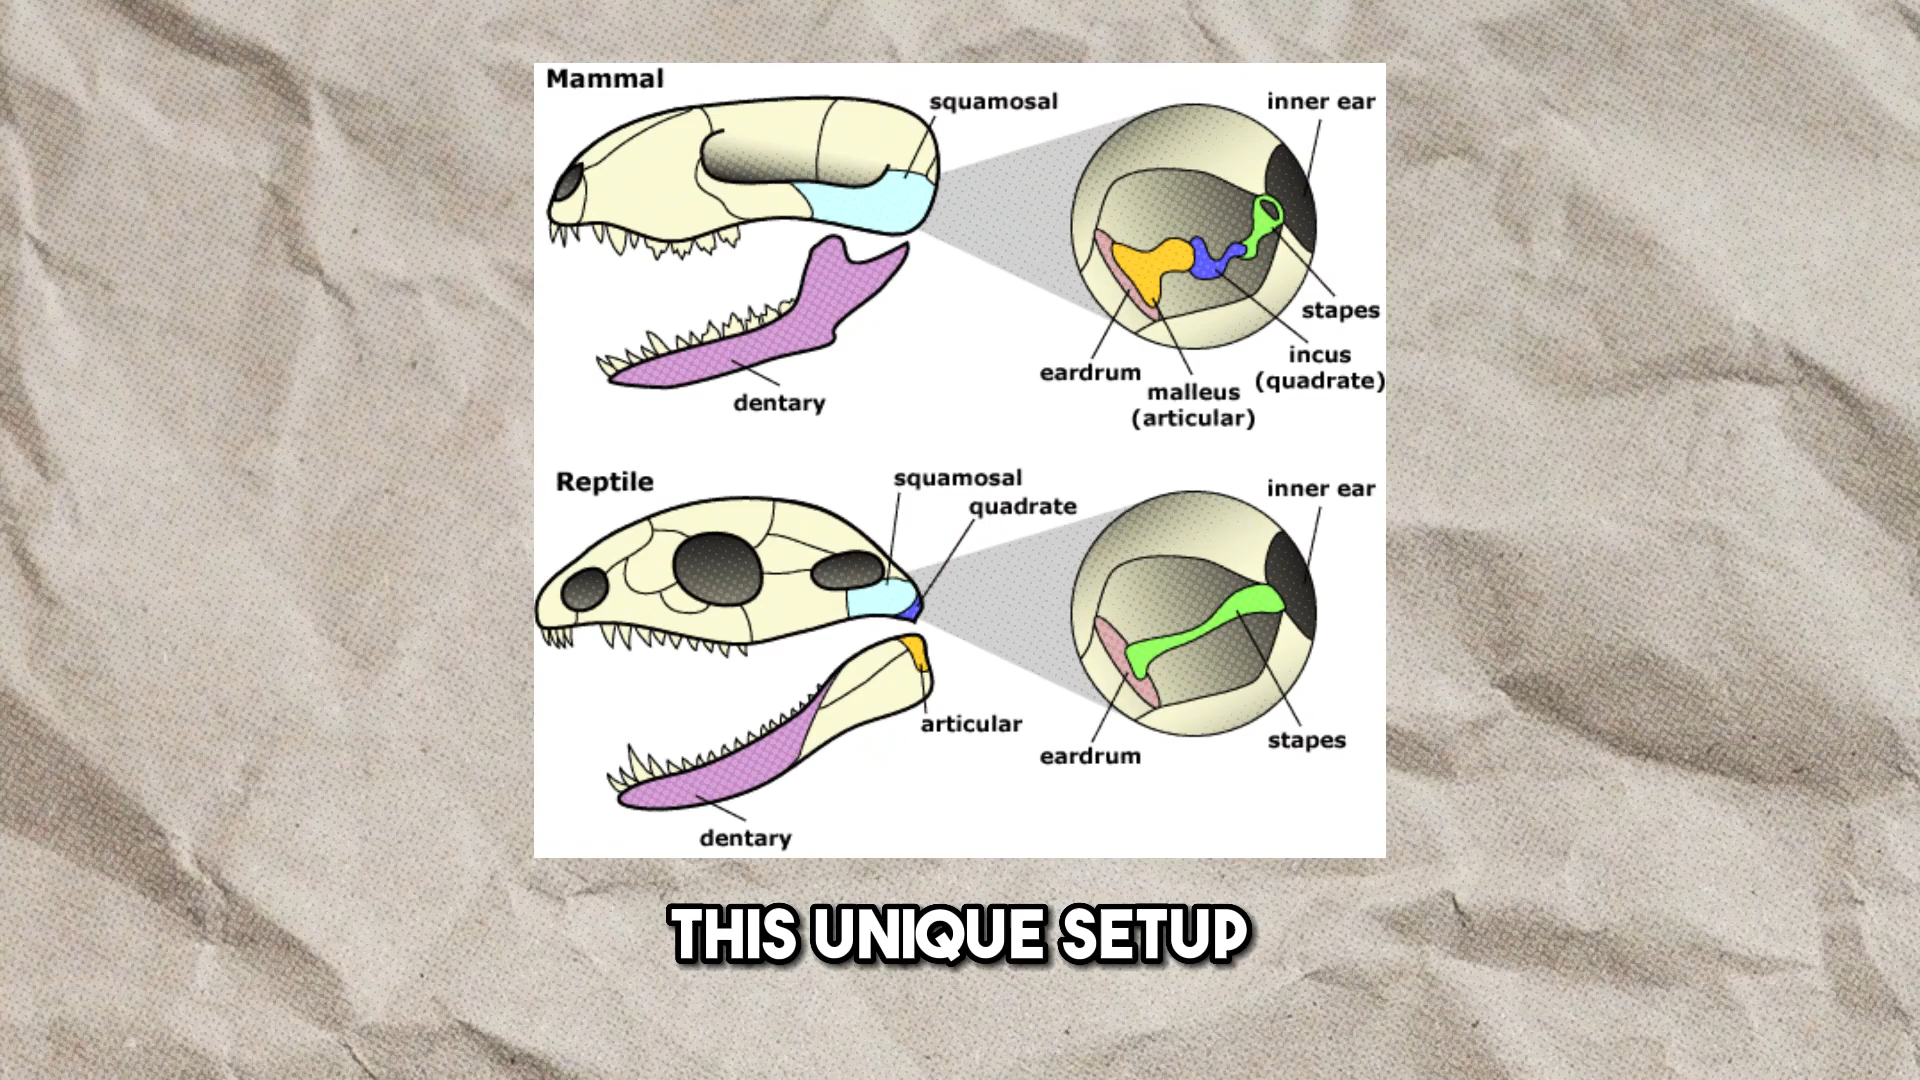 Mammal
squamosal
inner ear
stapes
incus
(quadrate)
eardrum
malleus
(articular)
dentary
Reptile
squamosal
quadrate
inner ear
articular
stapes
eardrum
dentary
THIS UNIQUE SETUP